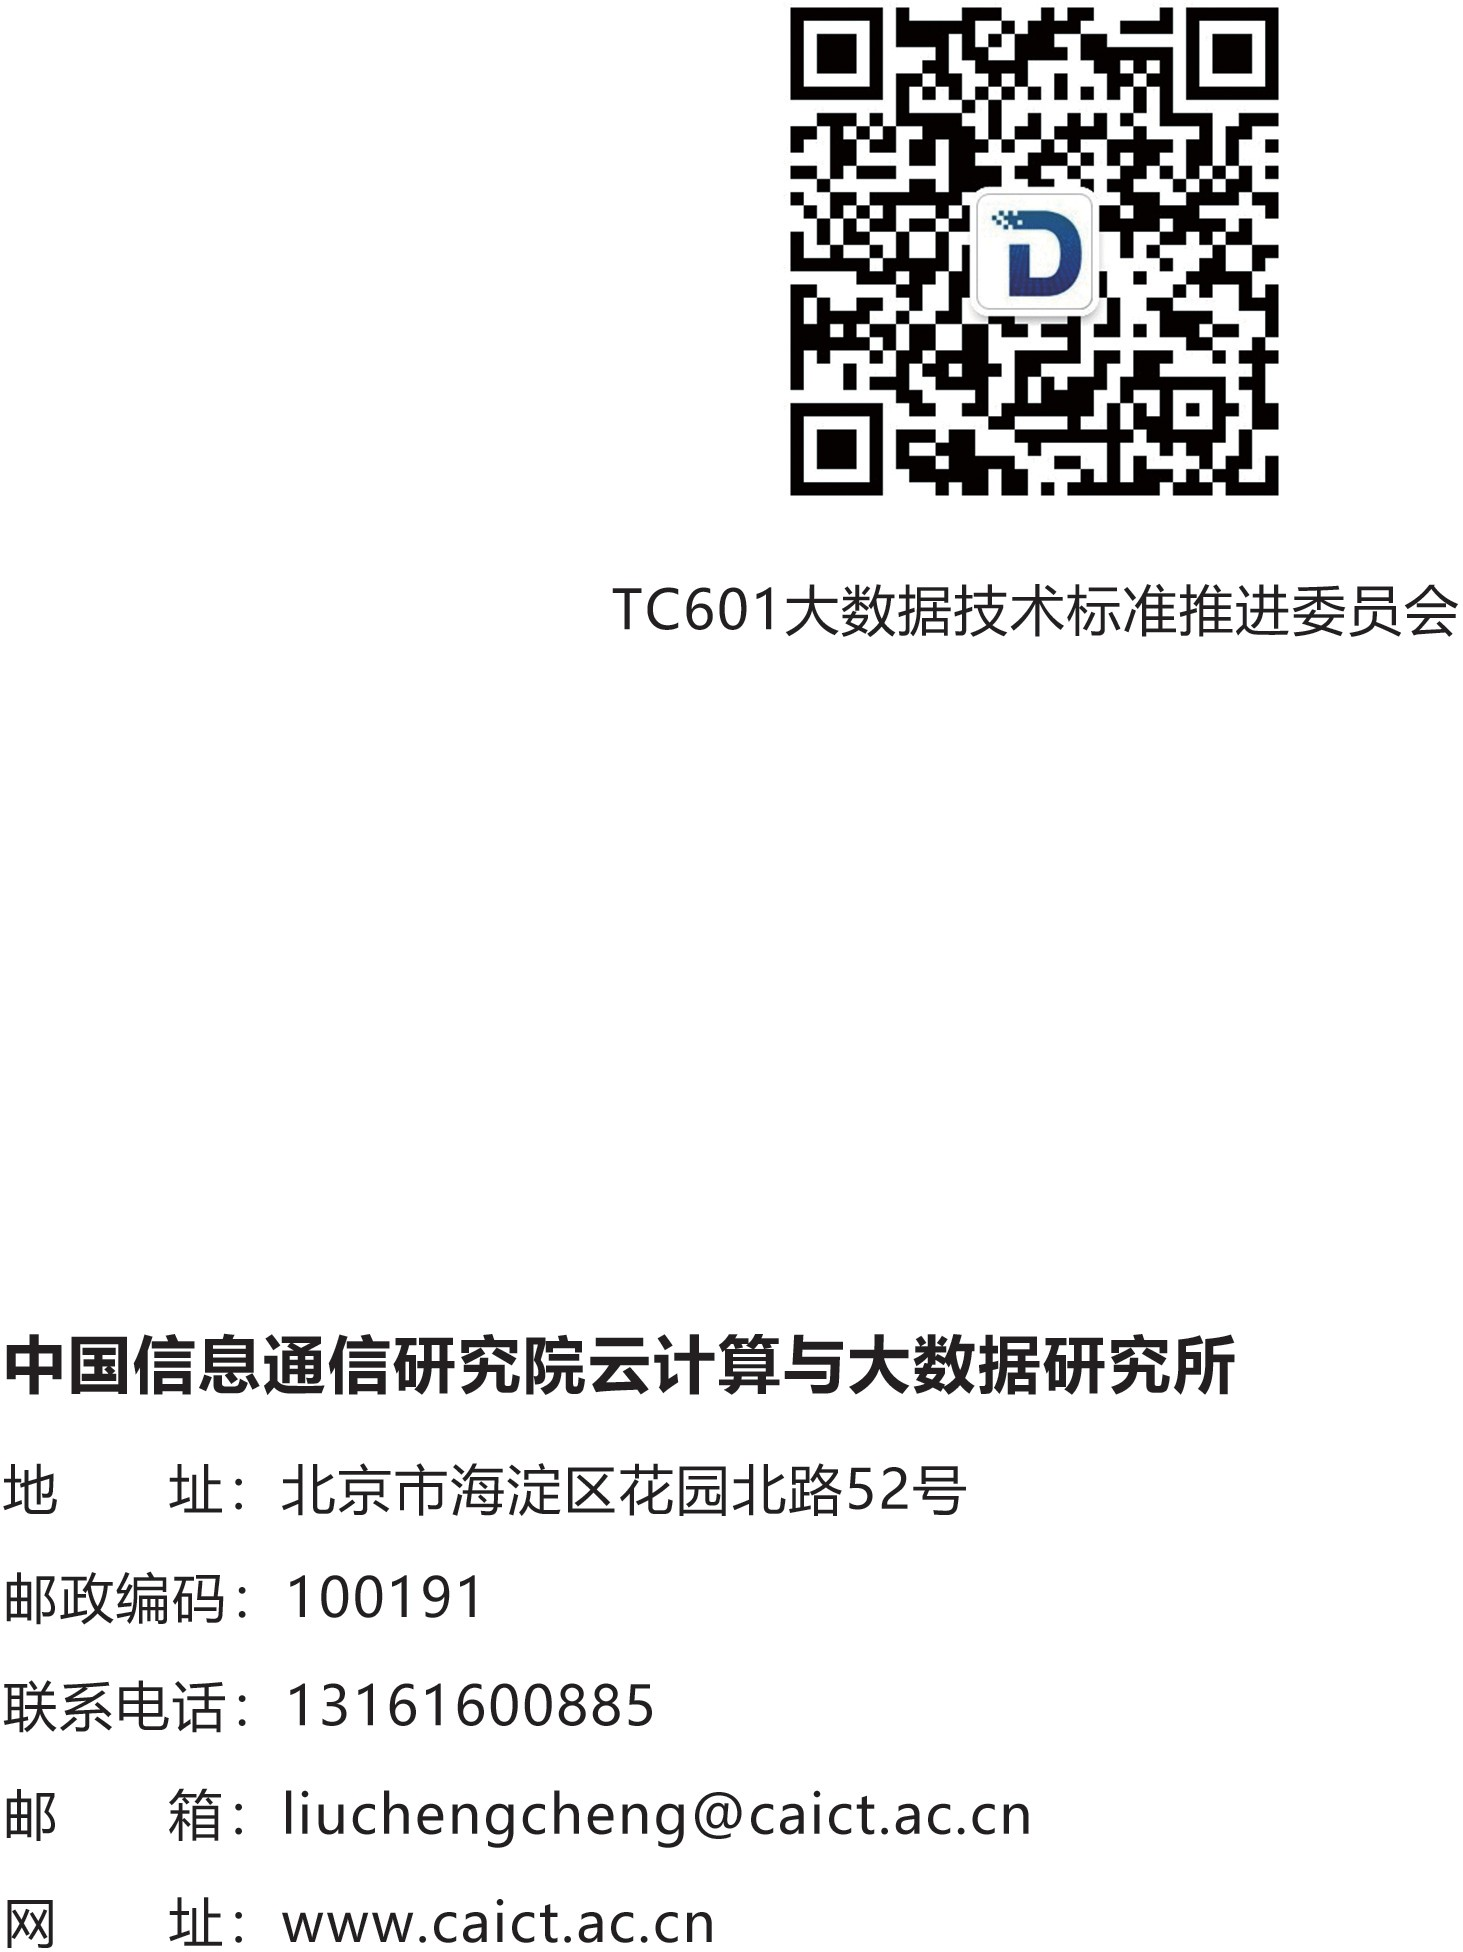 TC601大数据技术标准推进委员会
中国信息通信研究院云计算与大数据研究所
地 址：北京市海淀区花园北路52号
邮政编码：100191
联系电话：13161600885
邮 箱：liuchengcheng@caict.ac.cn
网 址：www.caict.ac.cn